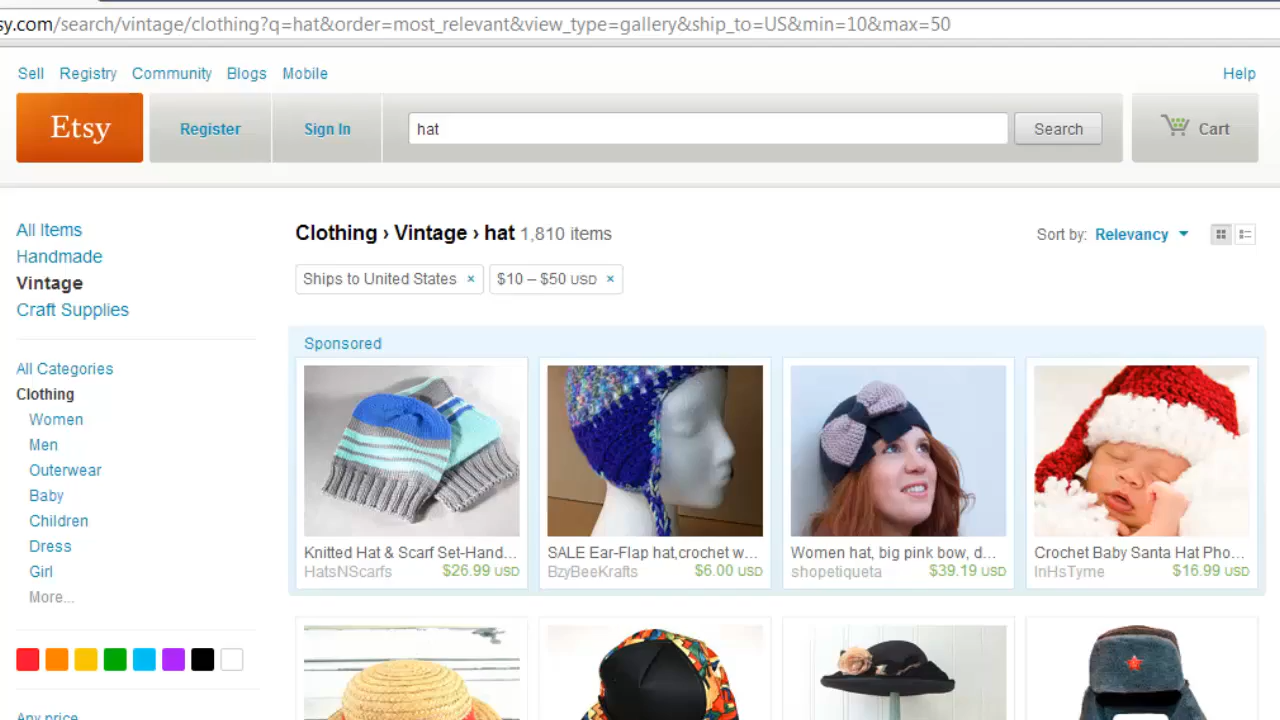 sy.com/search/vintage/clothing?q=hat&order=most_relevant&view_type=gallery&ship_to=US&min=10&max=50
Sell Registry Community Blogs Mobile Help
Etsy Register Sign In hat Search Cart
All Items
Handmade
Vintage
Craft Supplies
All Categories
Clothing
Women
Men
Outerwear
Baby
Children
Dress
Girl
More...
Any price
Clothing › Vintage › hat 1,810 items
Sort by: Relevancy
Ships to United States × $10 – $50 USD ×
Sponsored
Knitted Hat & Scarf Set-Hand...
HatsNScarfs $26.99 USD
SALE Ear-Flap hat,crochet w...
BzyBeeKrafts $6.00 USD
Women hat, big pink bow, d...
shopetiqueta $39.19 USD
Crochet Baby Santa Hat Pho...
InHsTyme $16.99 USD